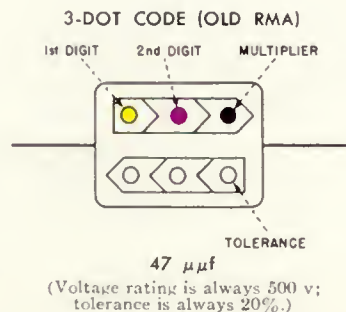 3-DOT CODE (OLD RMA)
1st DIGIT 2nd DIGIT MULTIPLIER
TOLERANCE
47 μμf
(Voltage rating is always 500 v;
tolerance is always 20%.)